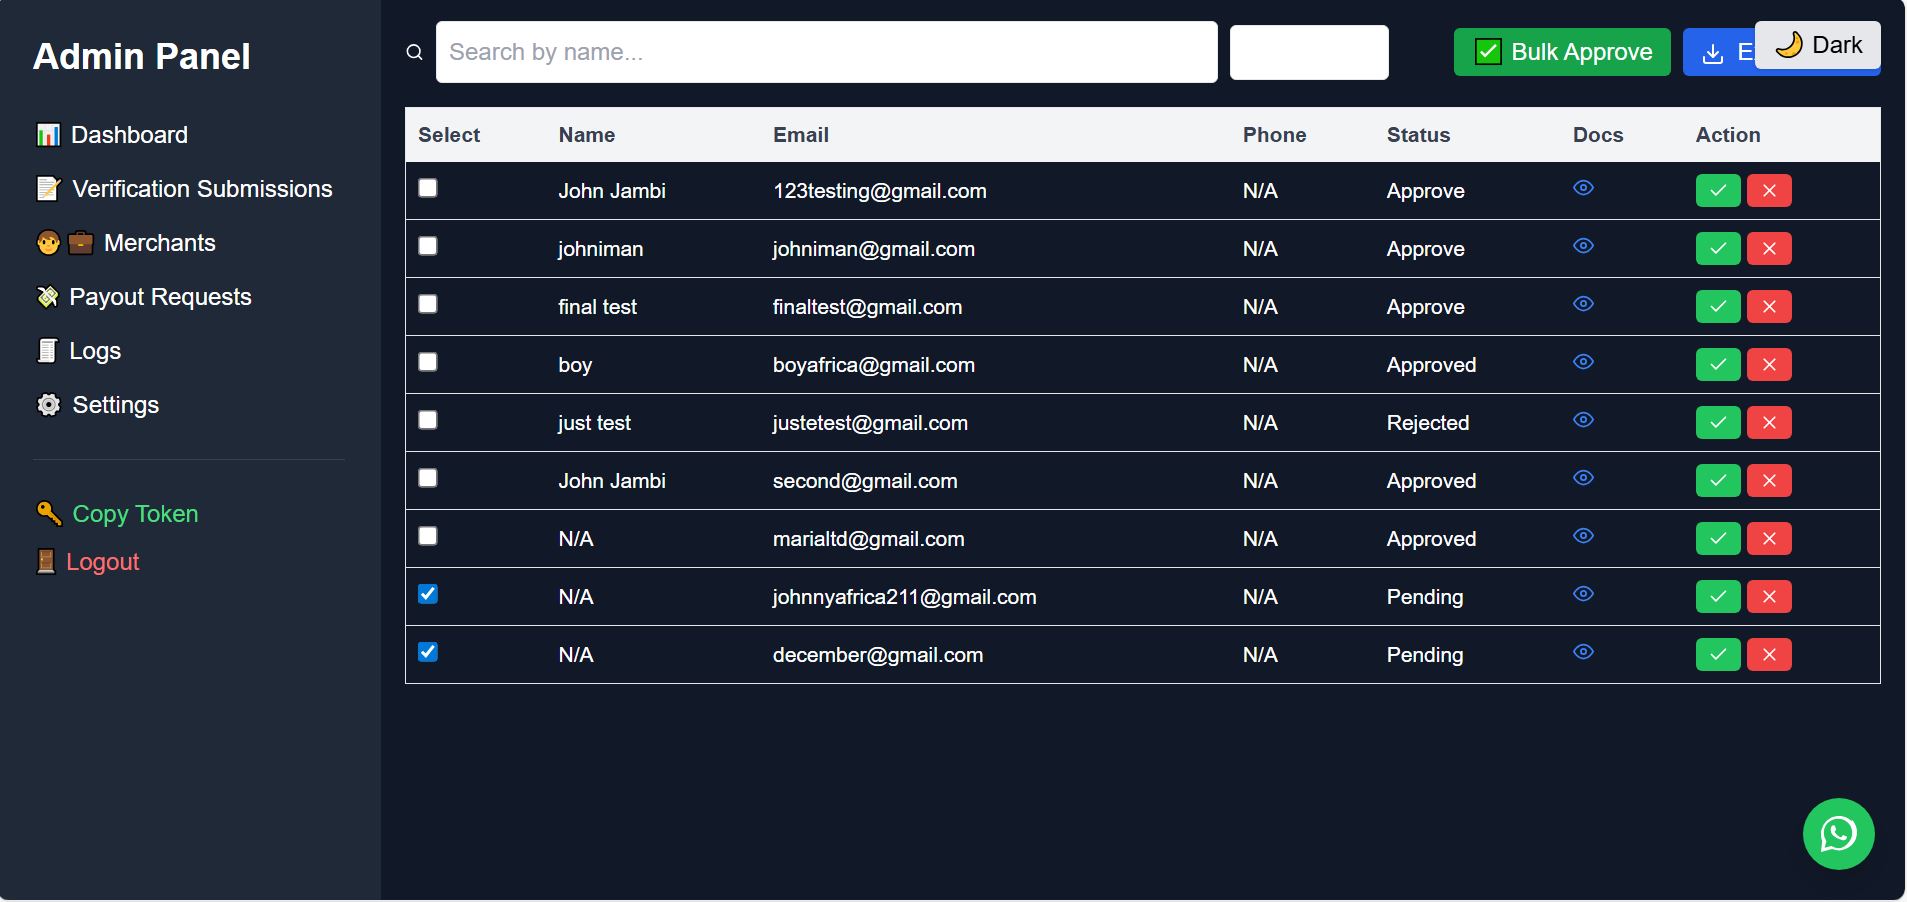 Admin Panel
Dashboard
Verification Submissions
Merchants
Payout Requests
Logs
Settings
Copy Token
Logout
Search by name...
Bulk Approve
Dark
Select Name Email Phone Status Docs Action
John Jambi 123testing@gmail.com N/A Approve
johniman johniman@gmail.com N/A Approve
final test finaltest@gmail.com N/A Approve
boy boyafrica@gmail.com N/A Approved
just test justetest@gmail.com N/A Rejected
John Jambi second@gmail.com N/A Approved
N/A marialtd@gmail.com N/A Approved
N/A johnnyafrica211@gmail.com N/A Pending
N/A december@gmail.com N/A Pending